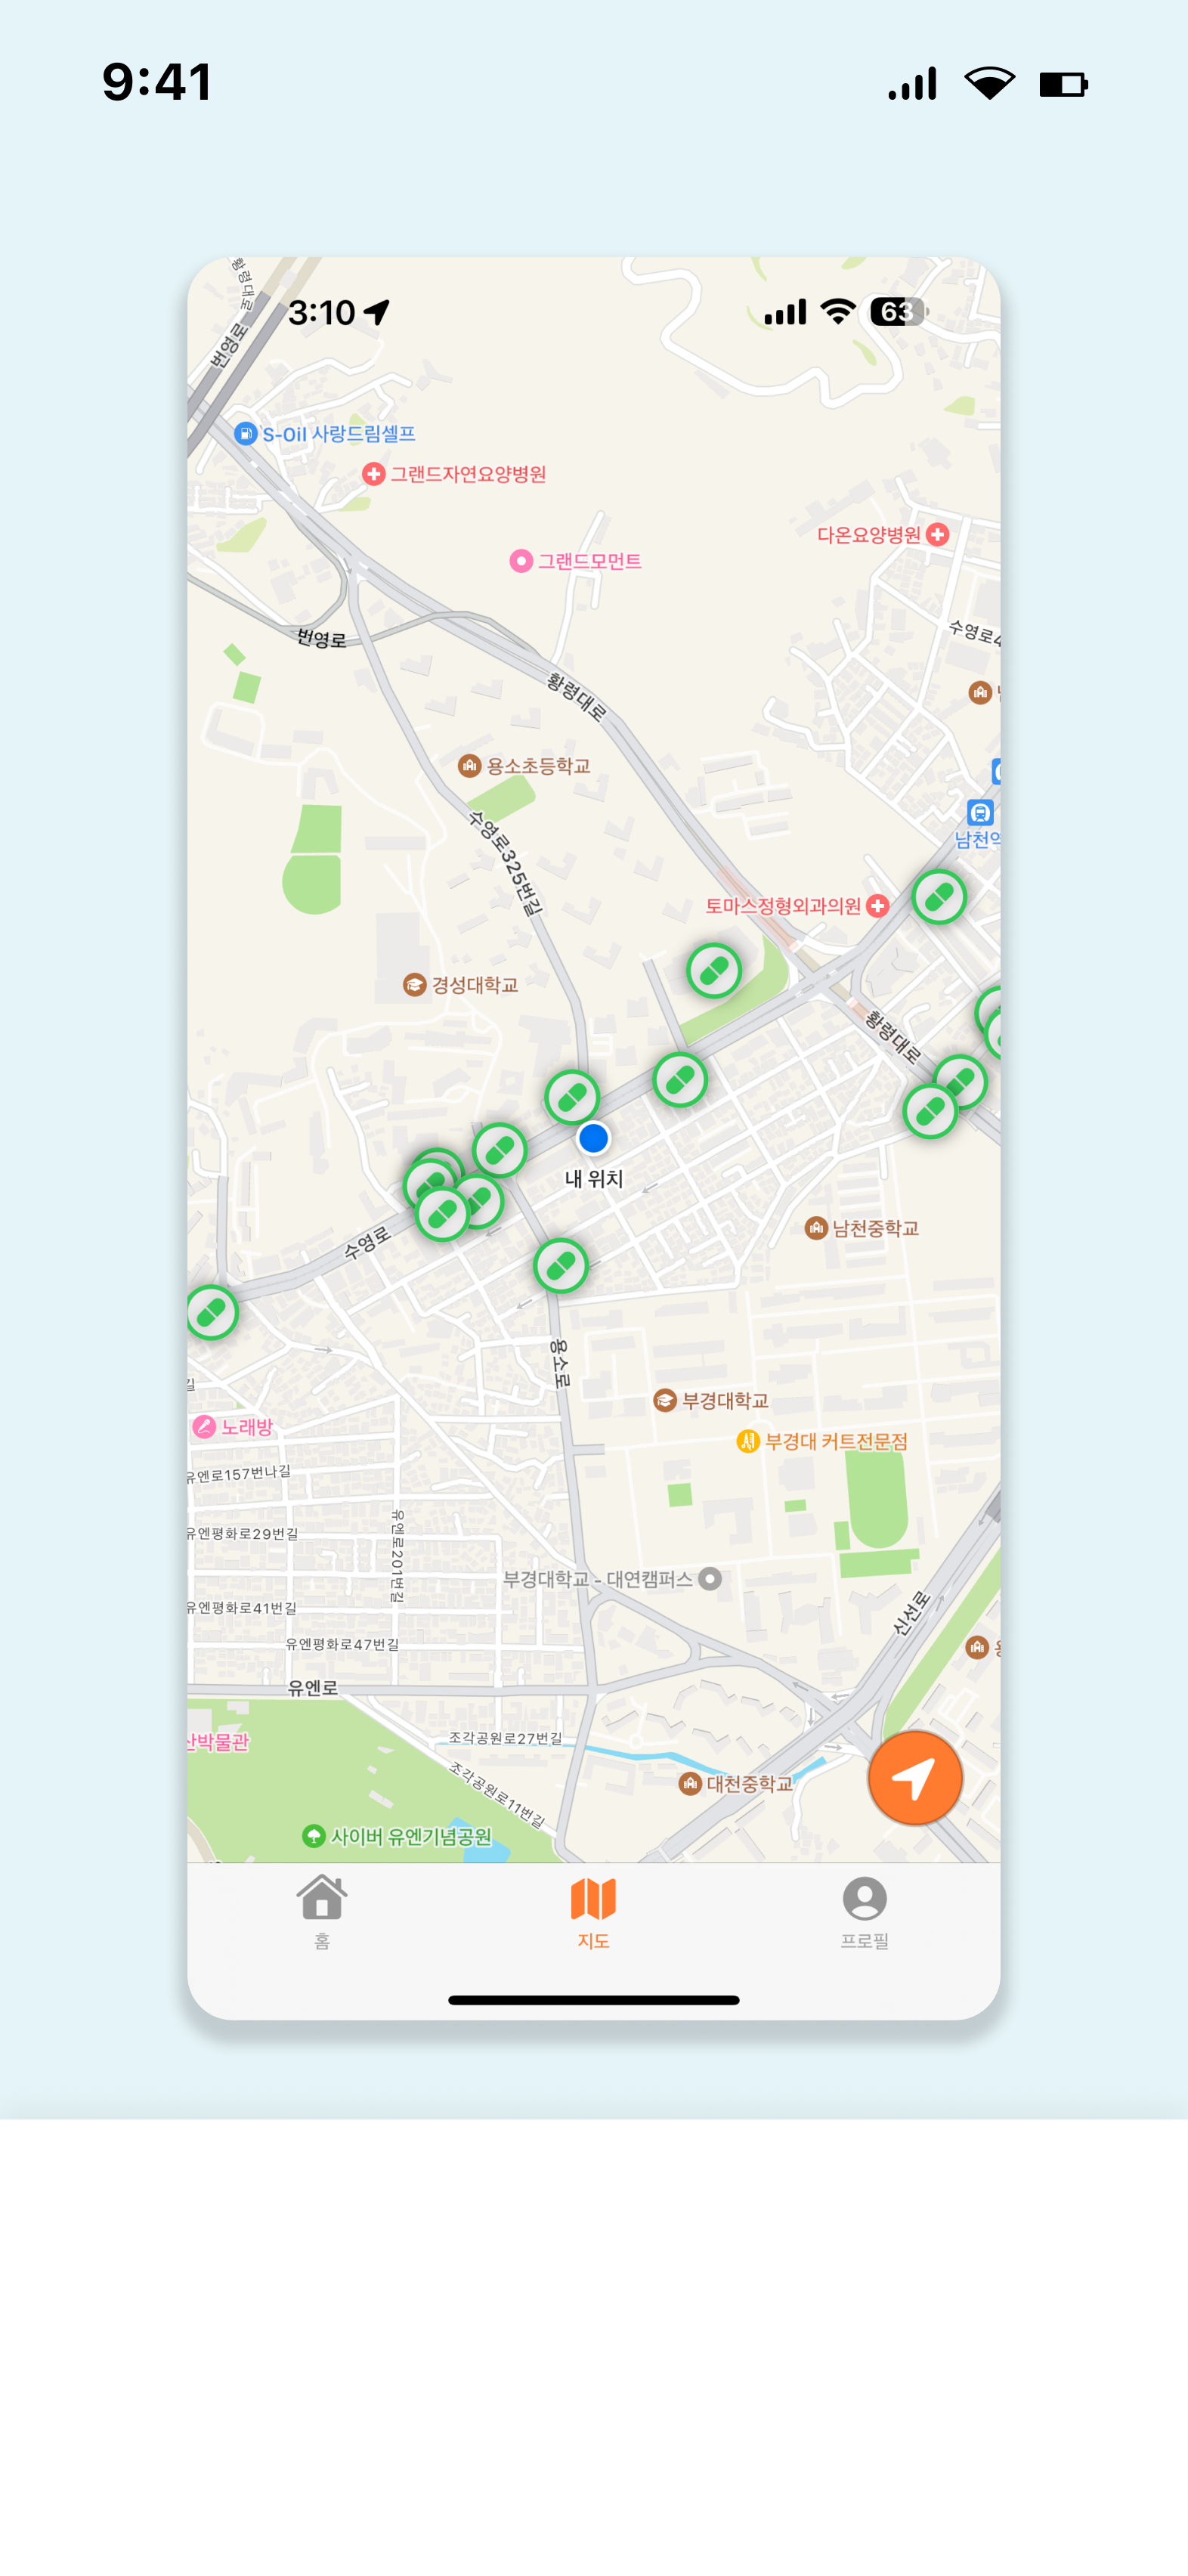 9:41
황령대로
3:10
63
번영로
S-Oil 사랑드림셀프
그랜드자연요양병원
다온요양병원
그랜드모먼트
번영로
수영로4
황령대로
용소초등학교
수영로325번길
남천역
토마스정형외과의원
경성대학교
황령대로
내 위치
남천중학교
수영로
용소로
길
부경대학교
노래방
부경대 커트전문점
유엔로157번나길
유엔평화로29번길
유엔로201번길
부경대학교 - 대연캠퍼스
유엔평화로41번길
신선로
유엔평화로47번길
유엔로
산박물관
조각공원로27번길
조각공원로11번길
대천중학교
사이버 유엔기념공원
홈
지도
프로필